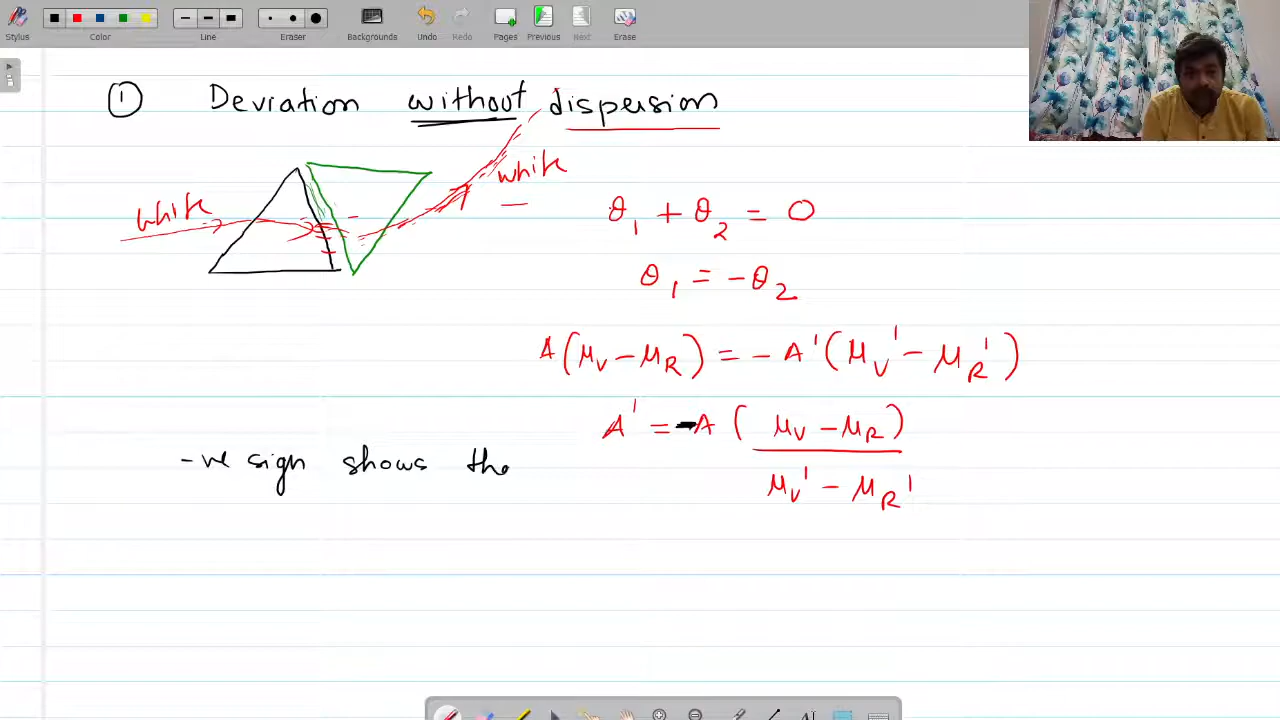 Stylus Color Line Eraser Backgrounds Undo Redo Pages Previous Next Erase
① Deviation without dispersion
white
white
θ₁ + θ₂ = 0
θ₁ = -θ₂
A(μV - μR) = - A'(μV' - μR')
A' = -A (μV - μR)
μV' - μR'
-ve sign shows the